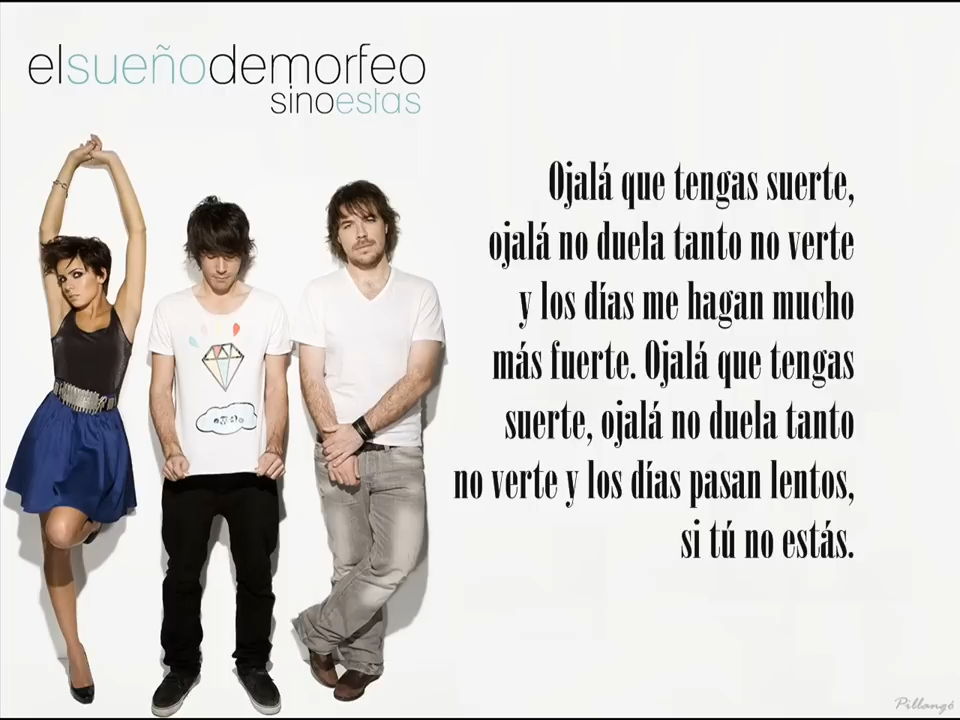 elsueñodemorfeo
sinoestas
Ojalá que tengas suerte,
ojalá no duela tanto no verte
y los días me hagan mucho
más fuerte. Ojalá que tengas
suerte, ojalá no duela tanto
no verte y los días pasan lentos,
si tú no estás.
Pillangó